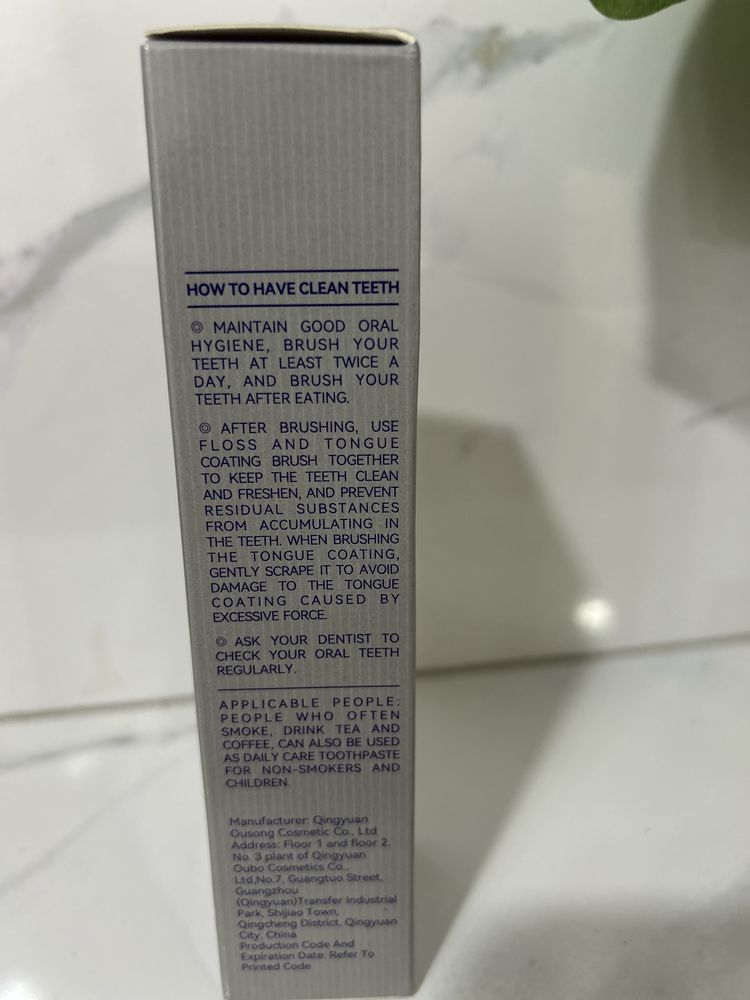 HOW TO HAVE CLEAN TEETH
◎ MAINTAIN GOOD ORAL
HYGIENE, BRUSH YOUR
TEETH AT LEAST TWICE A
DAY, AND BRUSH YOUR
TEETH AFTER EATING.
◎ AFTER BRUSHING, USE
FLOSS AND TONGUE
COATING BRUSH TOGETHER
TO KEEP THE TEETH CLEAN
AND FRESHEN, AND PREVENT
RESIDUAL SUBSTANCES
FROM ACCUMULATING IN
THE TEETH. WHEN BRUSHING
THE TONGUE COATING,
GENTLY SCRAPE IT TO AVOID
DAMAGE TO THE TONGUE
COATING CAUSED BY
EXCESSIVE FORCE.
◎ ASK YOUR DENTIST TO
CHECK YOUR ORAL TEETH
REGULARLY.
APPLICABLE PEOPLE:
PEOPLE WHO OFTEN
SMOKE, DRINK TEA AND
COFFEE, CAN ALSO BE USED
AS DAILY CARE TOOTHPASTE
FOR NON-SMOKERS AND
CHILDREN.
Manufacturer: Qingyuan
Ousong Cosmetic Co., Ltd
Address: Floor 1 and floor 2,
No. 3 plant of Qingyuan
Oubo Cosmetics Co.,
Ltd,No.7, Guangtuo Street,
Guangzhou
(Qingyuan)Transfer Industrial
Park, Shijiao Town,
Qingcheng District, Qingyuan
City, China
Production Code And
Expiration Date: Refer To
Printed Code